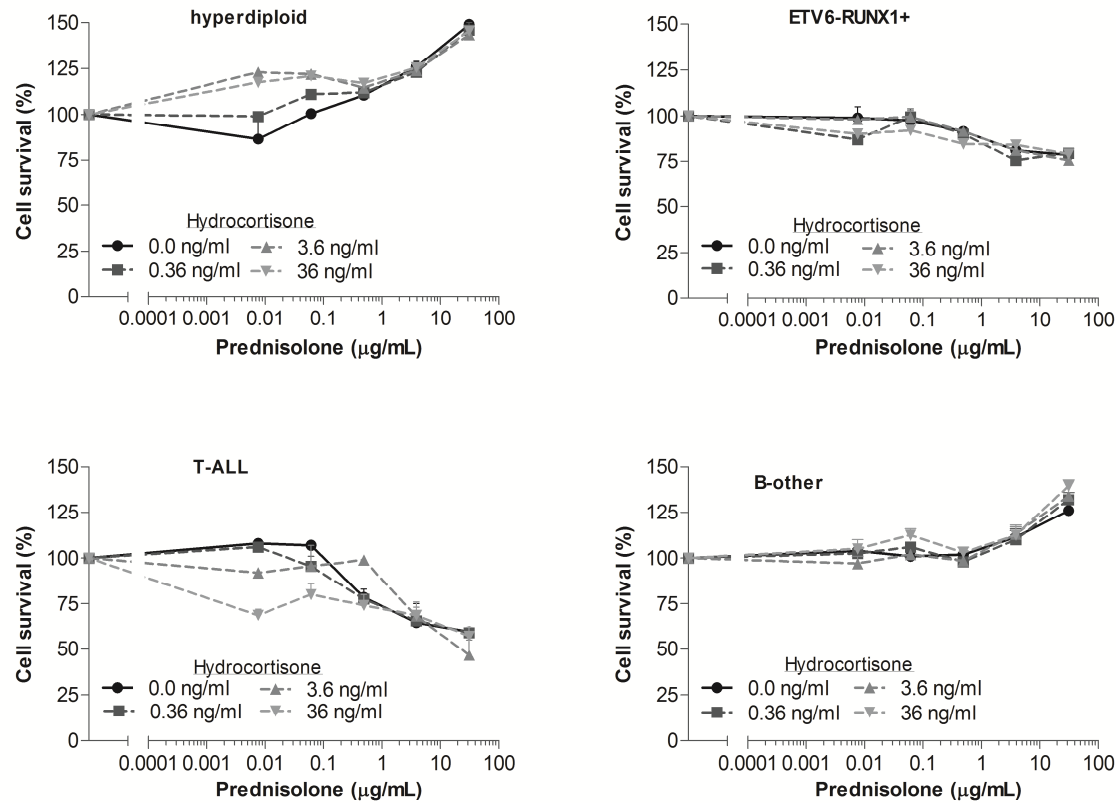 hyperdiploid
150
125
100
75
50
25
0
Cell survival (%)
Hydrocortisone
0.0 ng/ml 3.6 ng/ml
0.36 ng/ml 36 ng/ml
0.0001 0.001 0.01 0.1 1 10 100
Prednisolone (µg/mL)
ETV6-RUNX1+
150
125
100
75
50
25
0
Cell survival (%)
Hydrocortisone
0.0 ng/ml 3.6 ng/ml
0.36 ng/ml 36 ng/ml
0.0001 0.001 0.01 0.1 1 10 100
Prednisolone (µg/mL)
T-ALL
150
125
100
75
50
25
0
Cell survival (%)
Hydrocortisone
0.0 ng/ml 3.6 ng/ml
0.36 ng/ml 36 ng/ml
0.0001 0.001 0.01 0.1 1 10 100
Prednisolone (µg/mL)
B-other
150
125
100
75
50
25
0
Cell survival (%)
Hydrocortisone
0.0 ng/ml 3.6 ng/ml
0.36 ng/ml 36 ng/ml
0.0001 0.001 0.01 0.1 1 10 100
Prednisolone (µg/mL)